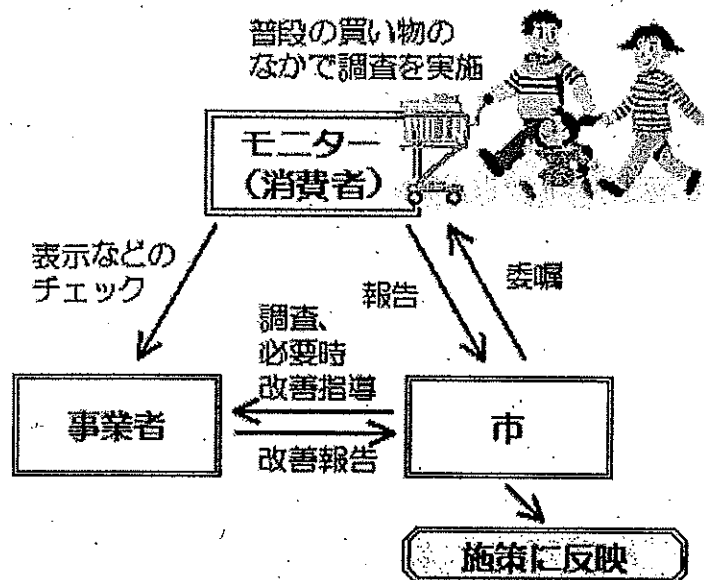 普段の買い物の
なかで調査を実施
モニター
（消費者）
表示などの
チェック
報告
委嘱
調査、
必要時
改善指導
事業者
市
改善報告
施策に反映